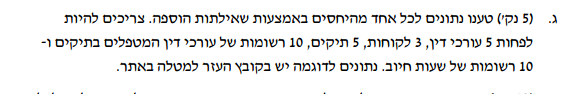 ג. (5 נק') טענו נתונים לכל אחד מהיחסים באמצעות שאילתות הוספה. צריכים להיות
לפחות 5 עורכי דין, 3 לקוחות, 5 תיקים, 10 רשומות של עורכי דין המטפלים בתיקים ו-
10 רשומות של שעות חיוב. נתונים לדוגמה יש בקובץ העזר למטלה באתר.